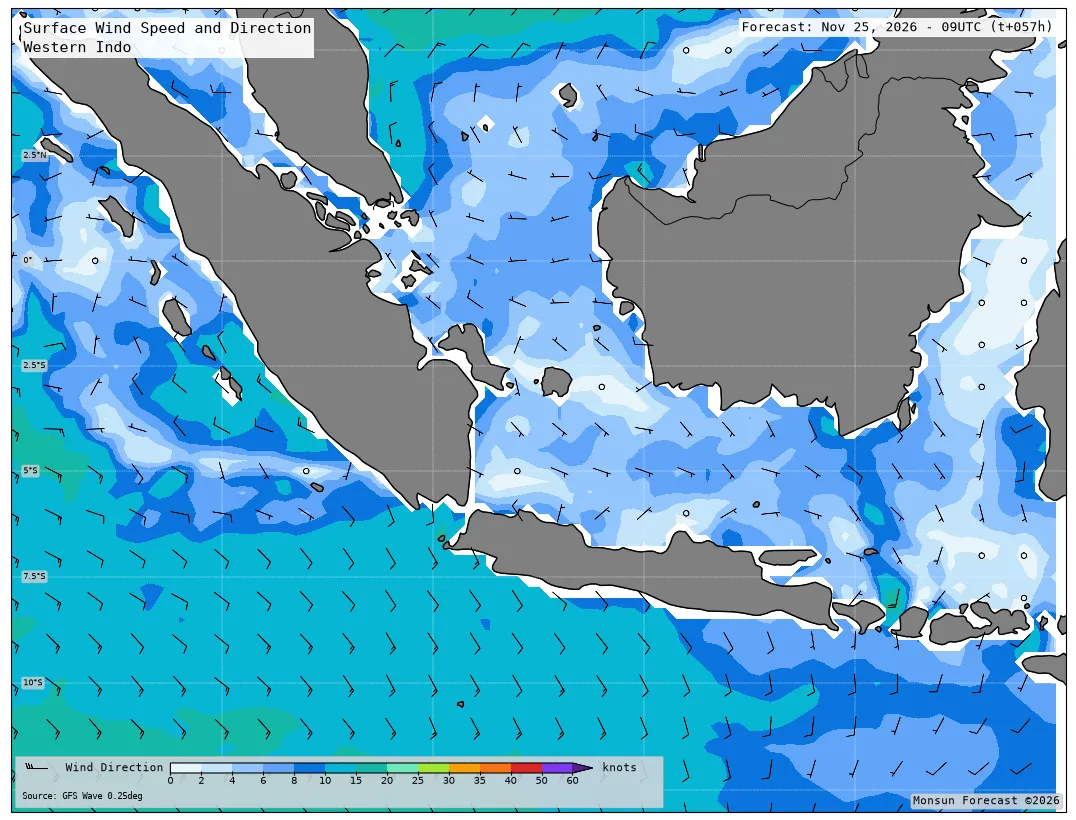 Surface Wind Speed and Direction
Western Indo
Forecast: Nov 25, 2026 - 09UTC (t+057h)
2.5°N
0°
2.5°S
5°S
7.5°S
10°S
Wind Direction
0 2 4 6 8 10 15 20 25 30 35 40 50 60
knots
Source: GFS Wave 0.25deg
Monsun Forecast ©2026